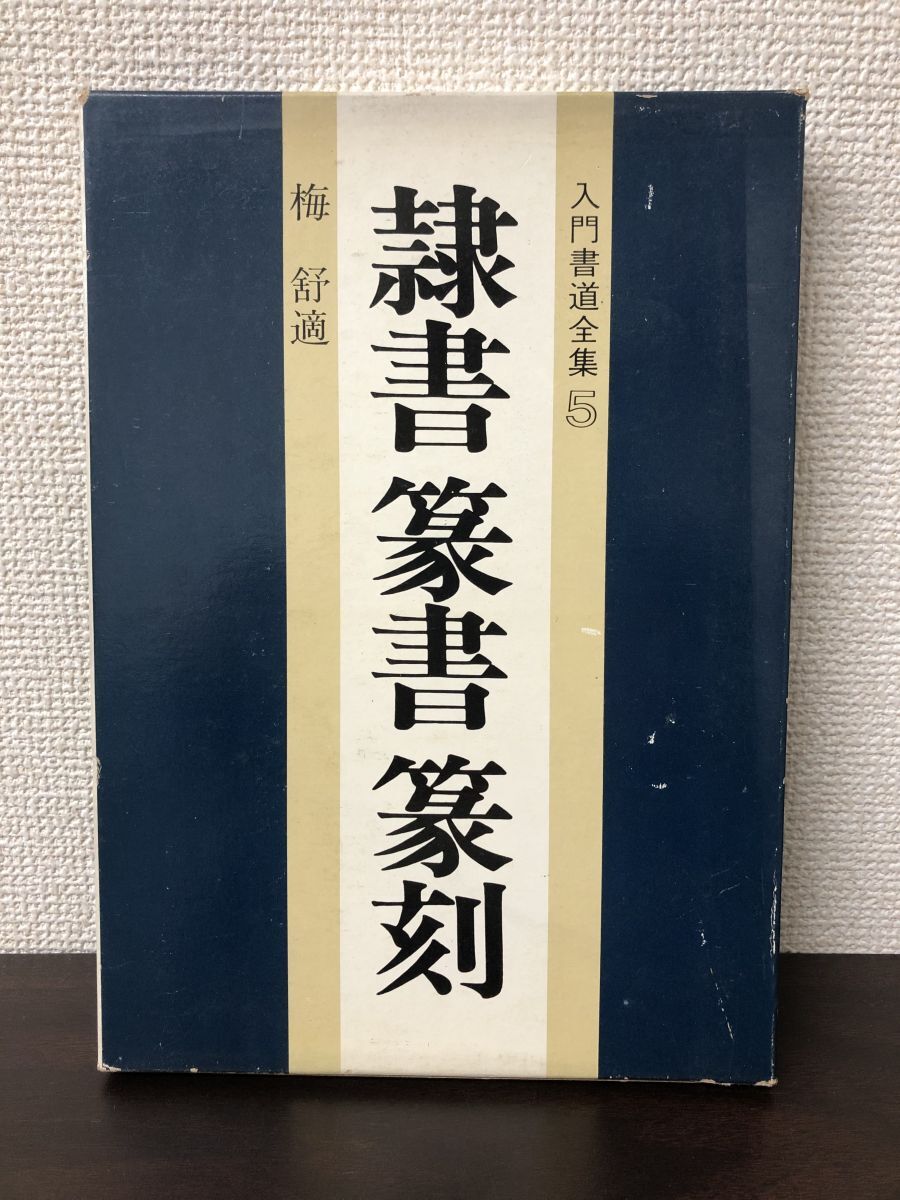 入門書道全集5
隷書 篆書 篆刻
梅 舒適